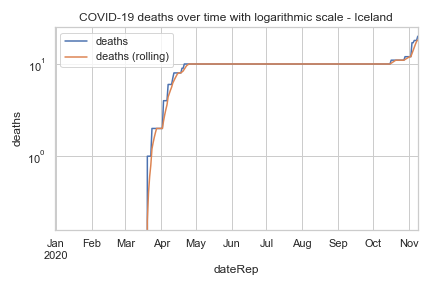 COVID-19 deaths over time with logarithmic scale - Iceland
deaths
deaths (rolling)
10¹
10⁰
deaths
Jan Feb Mar Apr May Jun Jul Aug Sep Oct Nov
2020
dateRep